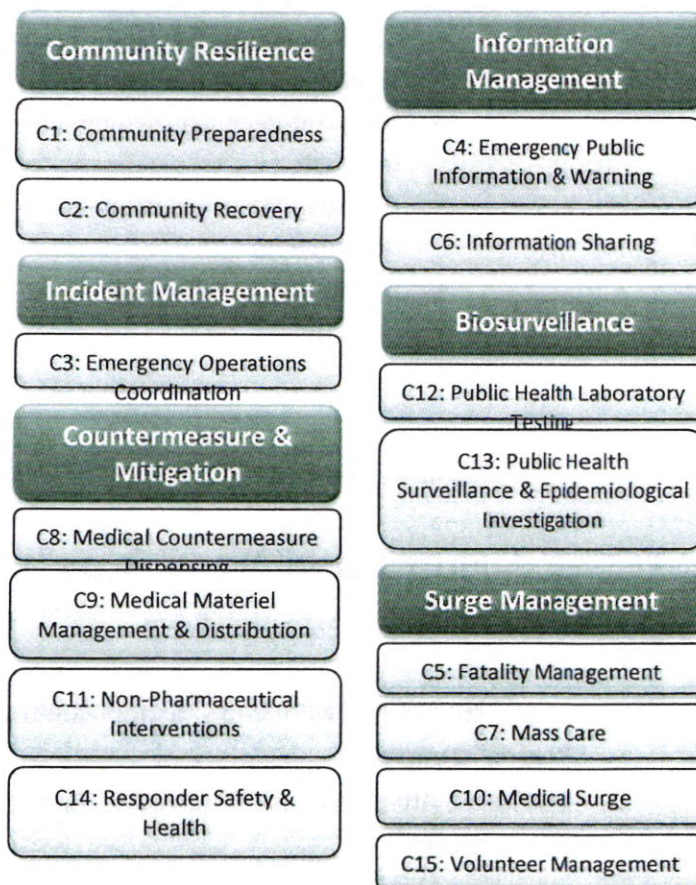 Community Resilience
C1: Community Preparedness
C2: Community Recovery
Incident Management
C3: Emergency Operations
Coordination
Countermeasure &
Mitigation
C8: Medical Countermeasure
Dispensing
C9: Medical Materiel
Management & Distribution
C11: Non-Pharmaceutical
Interventions
C14: Responder Safety &
Health
Information
Management
C4: Emergency Public
Information & Warning
C6: Information Sharing
Biosurveillance
C12: Public Health Laboratory
Testing
C13: Public Health
Surveillance & Epidemiological
Investigation
Surge Management
C5: Fatality Management
C7: Mass Care
C10: Medical Surge
C15: Volunteer Management